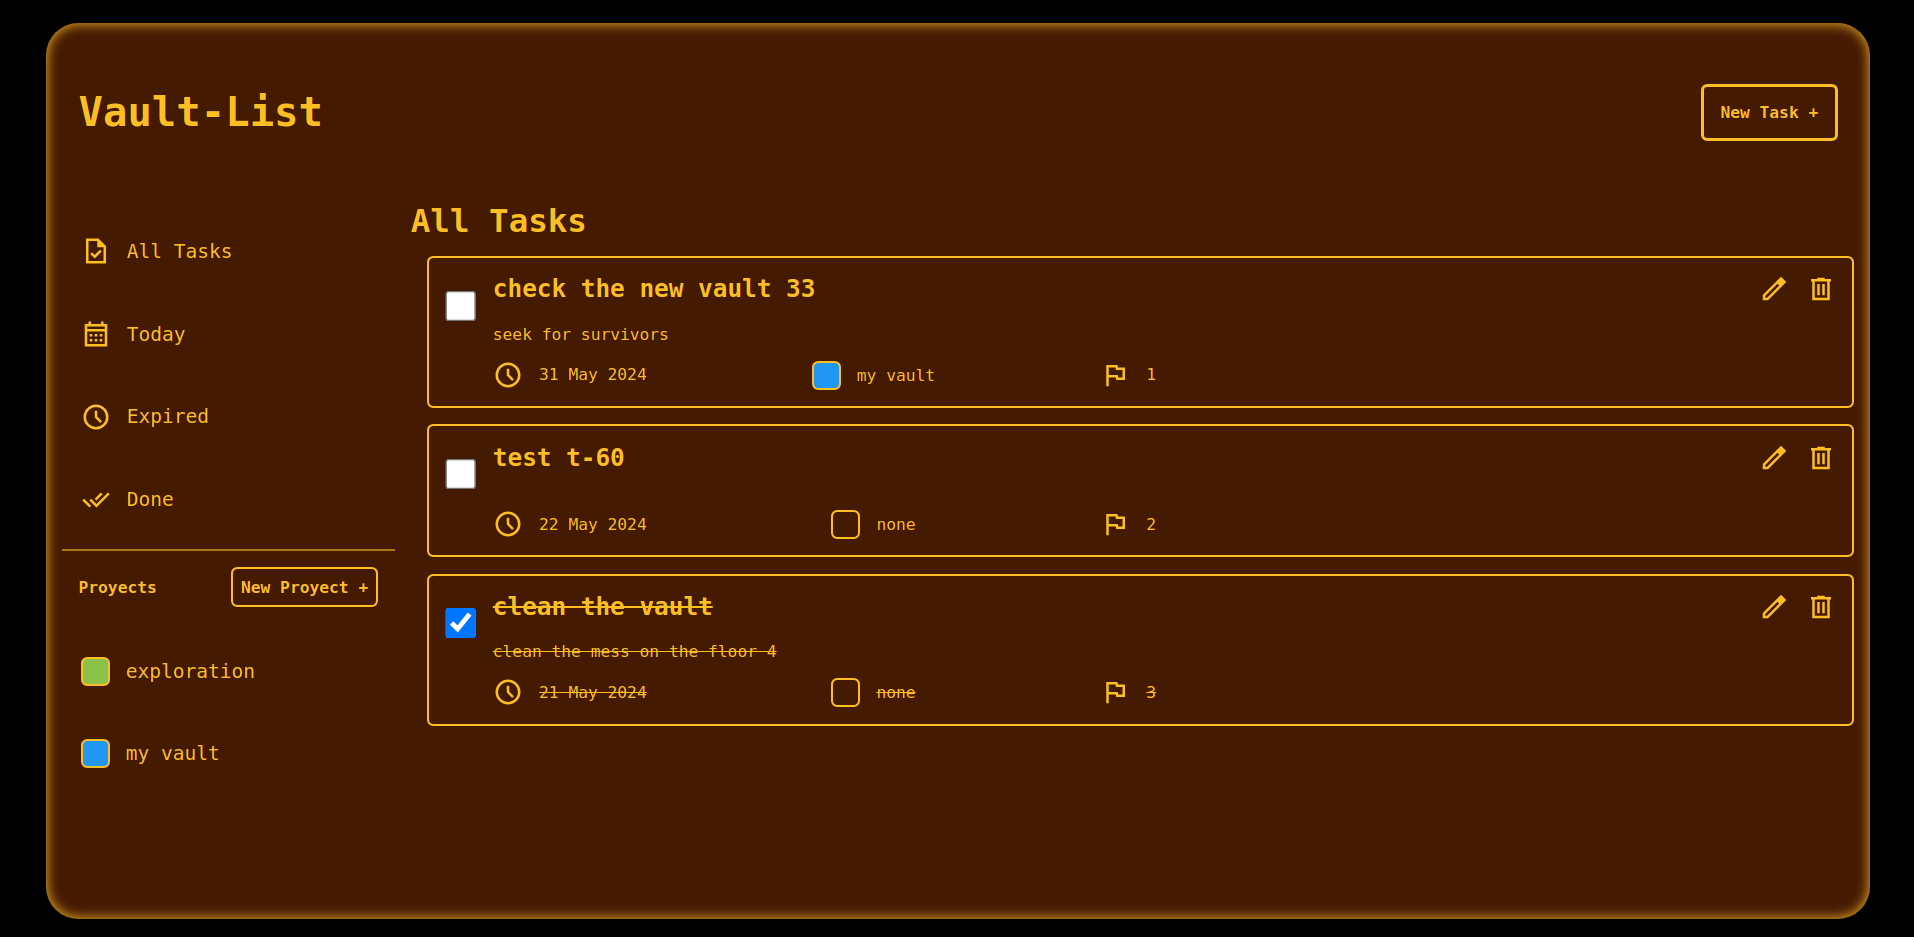 Vault-List
New Task +
All Tasks
Today
Expired
Done
Proyects
New Proyect +
exploration
my vault
All Tasks
check the new vault 33
seek for survivors
31 May 2024 my vault 1
test t-60
22 May 2024 none 2
clean the vault
clean the mess on the floor 4
21 May 2024 none 3